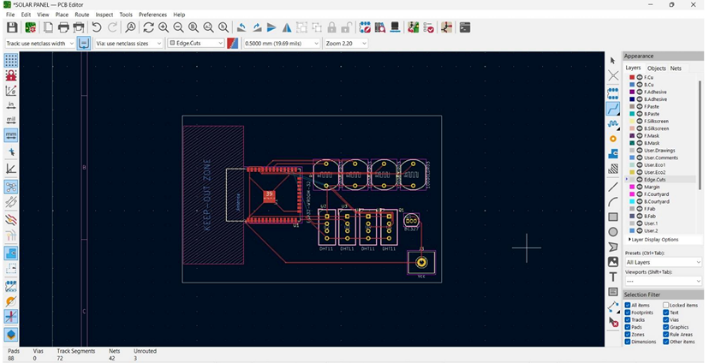 *SOLAR PANEL — PCB Editor
File Edit View Place Route Inspect Tools Preferences Help
Track: use netclass width
Via: use netclass sizes
Edge.Cuts
0.5000 mm (19.69 mils)
Zoom 2.20
in
mil
mm
KEEP-OUT ZONE
Antenna
DHT11
DHT11
DHT11
DHT11
B
C
Appearance
Layers Objects Nets
F.Cu
B.Cu
F.Adhesive
B.Adhesive
F.Paste
B.Paste
F.Silkscreen
B.Silkscreen
F.Mask
B.Mask
User.Drawings
User.Comments
User.Eco1
User.Eco2
Edge.Cuts
Margin
F.Courtyard
B.Courtyard
F.Fab
B.Fab
User.1
User.2
Layer Display Options
Presets (Ctrl+Tab):
All Layers
Viewports (Shift+Tab):
---
Selection Filter
All items Locked items
Footprints Text
Tracks Vias
Pads Graphics
Zones Rule Areas
Dimensions Other items
Pads Vias Track Segments Nets Unrouted
88 0 72 42 3